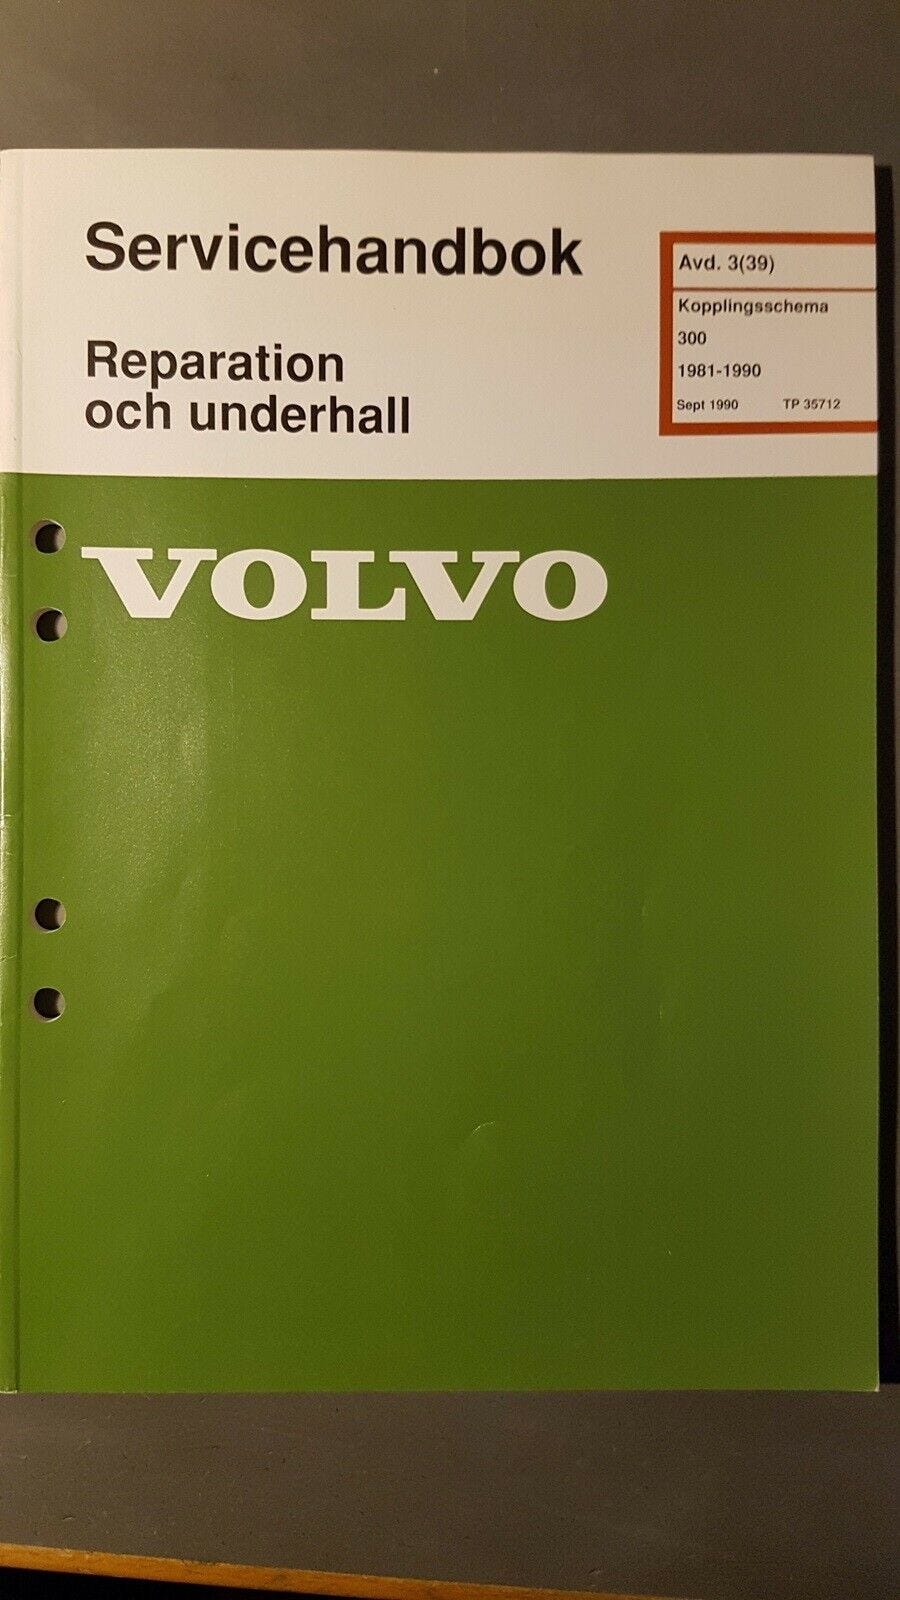 Servicehandbok
Reparation
och underhall
Avd. 3(39)
Kopplingsschema
300
1981-1990
Sept 1990 TP 35712
VOLVO